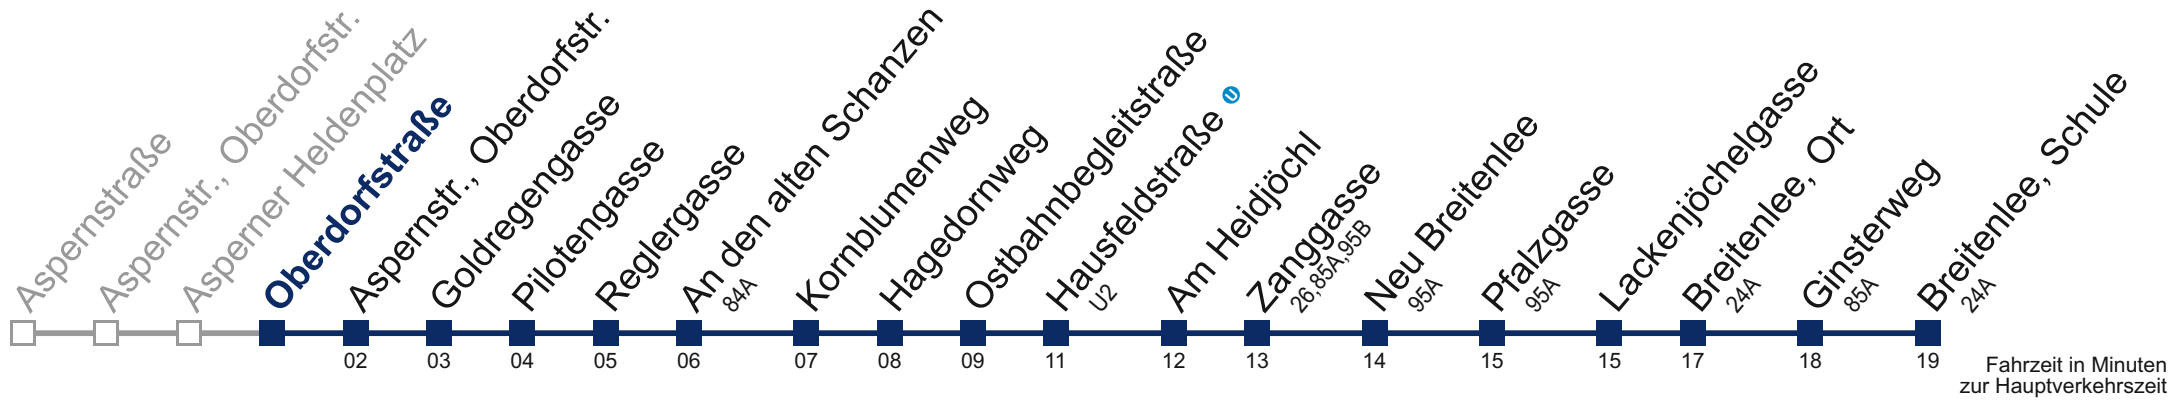 Aspernstraße
Aspernstr., Oberdorfstr.
Asperner Heldenplatz
Oberdorfstraße
Aspernstr., Oberdorfstr.
Goldregengasse
Pilotengasse
Reglergasse
An den alten Schanzen
84A
Kornblumenweg
Hagedornweg
Ostbahnbegleitstraße
Hausfeldstraße U
U2
Am Heidjöchl
Zanggasse
26,85A,95B
Neu Breitenlee
95A
Pfalzgasse
95A
Lackenjöchelgasse
Breitenlee, Ort
24A
Ginsterweg
85A
Breitenlee, Schule
24A
02 03 04 05 06 07 08 09 11 12 13 14 15 15 17 18 19
Fahrzeit in Minuten
zur Hauptverkehrszeit